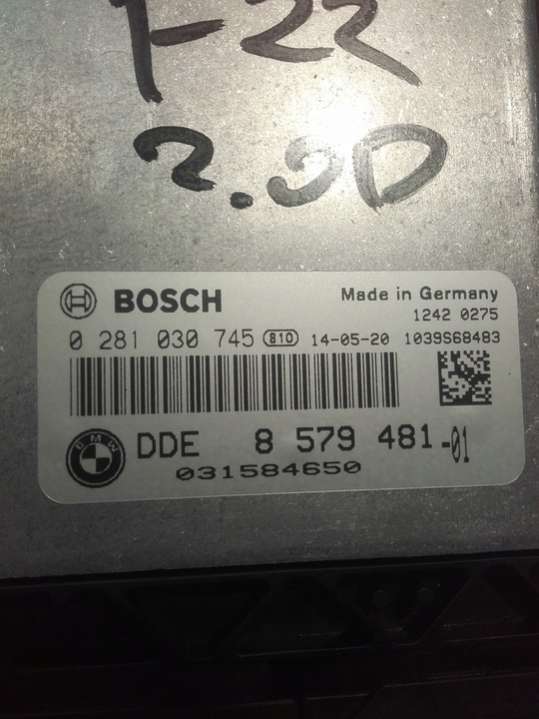 F-22
2.0D
BOSCH
Made in Germany
1242 0275
0 281 030 745 810 14-05-20 1039S68483
BMW
DDE 8 579 481-01
031584650